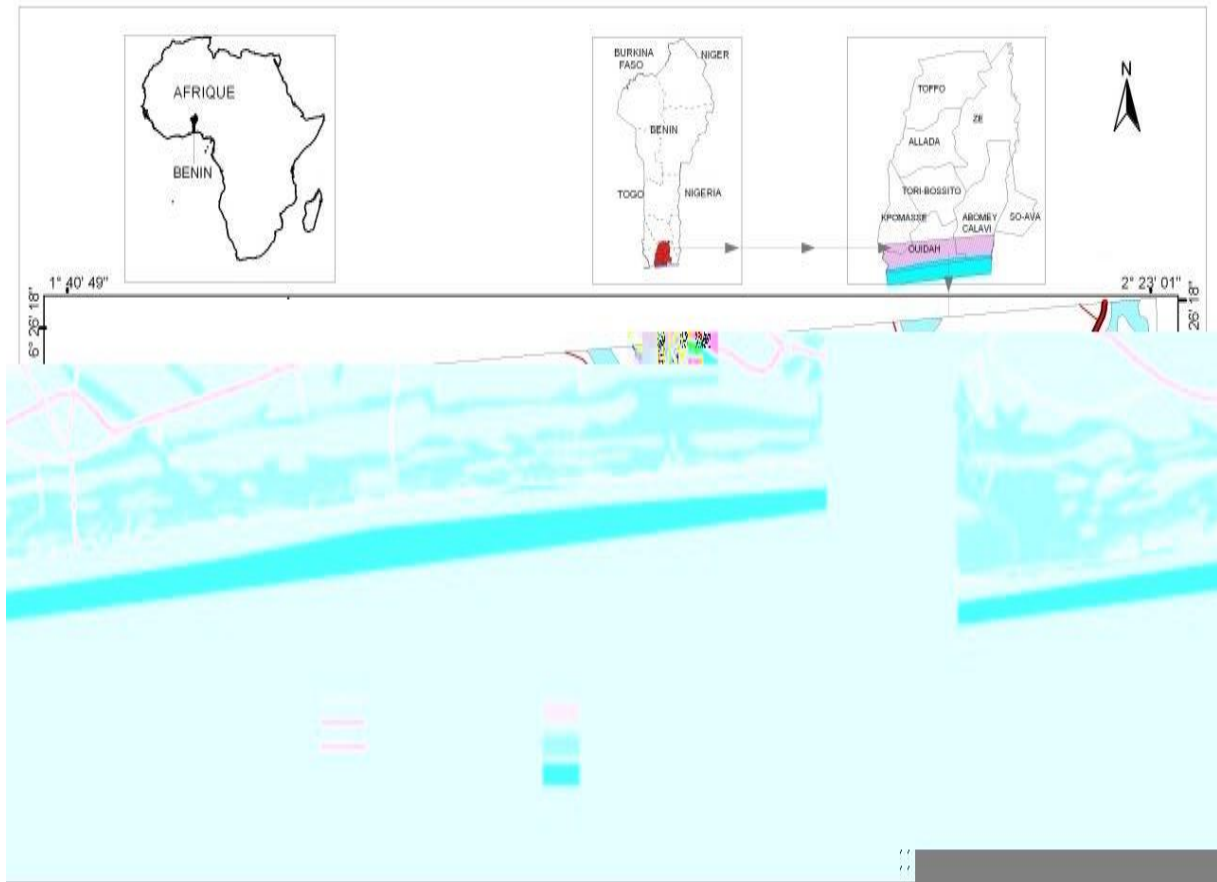 AFRIQUE
BENIN
BURKINA
FASO
NIGER
BENIN
TOGO
NIGERIA
TOFFO
ZE
ALLADA
TORI-BOSSITO
KPOMASSE
ABOMEY
CALAVI
SO-AVA
OUIDAH
N
1° 40' 49"
2° 23' 01"
6° 26' 18"
26' 18"